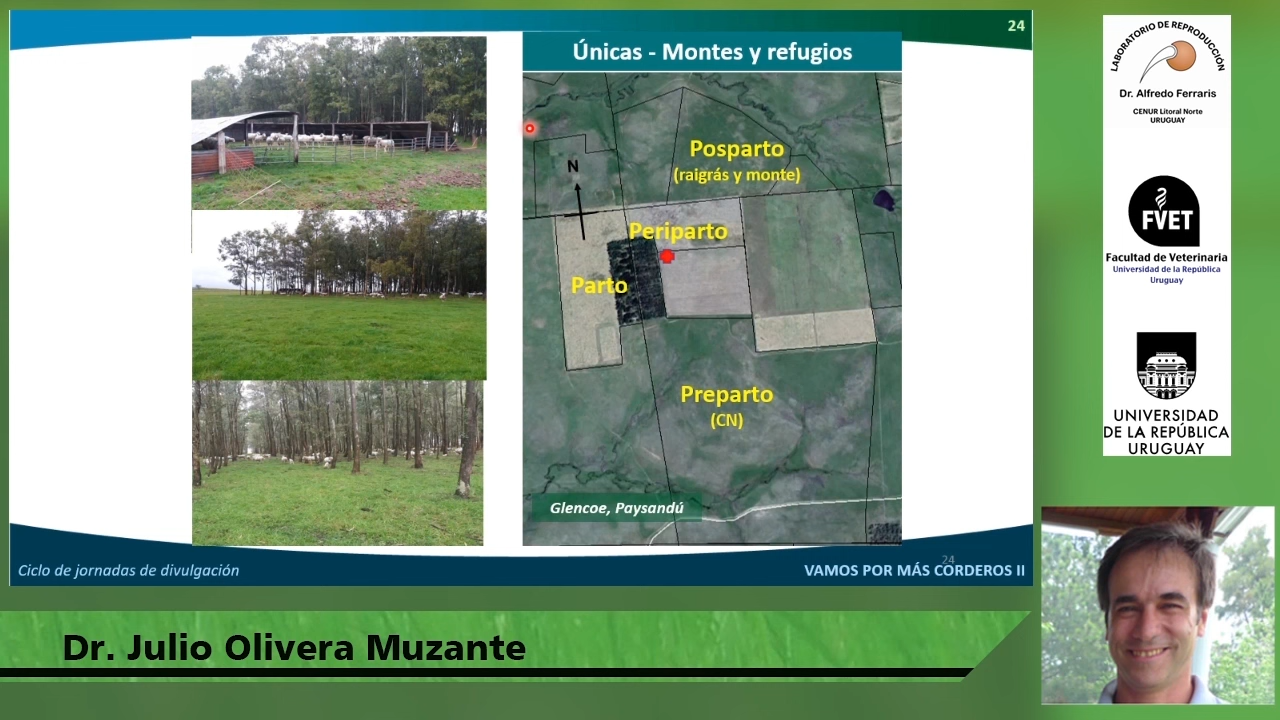 24
Únicas - Montes y refugios
N
Posparto
(raigrás y monte)
Periparto
Parto
Preparto
(CN)
Glencoe, Paysandú
24
Ciclo de jornadas de divulgación
VAMOS POR MÁS CORDEROS II
Dr. Julio Olivera Muzante
LABORATORIO DE REPRODUCCIÓN
Dr. Alfredo Ferraris
CENUR Litoral Norte
URUGUAY
FVET
Facultad de Veterinaria
Universidad de la República
Uruguay
UNIVERSIDAD
DE LA REPÚBLICA
URUGUAY